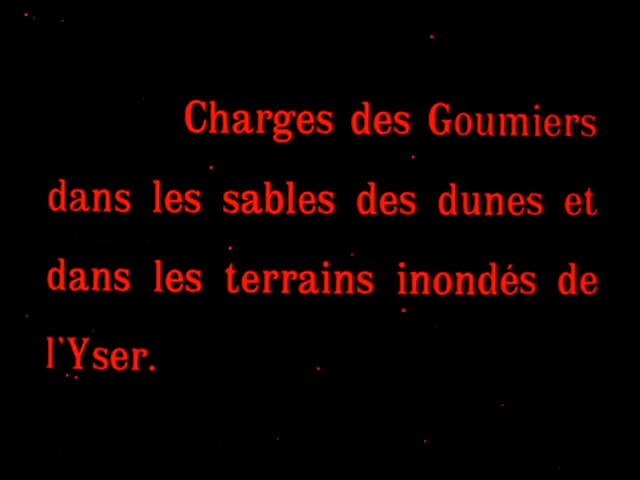 Charges des Goumiers
dans les sables des dunes et
dans les terrains inondés de
l'Yser.